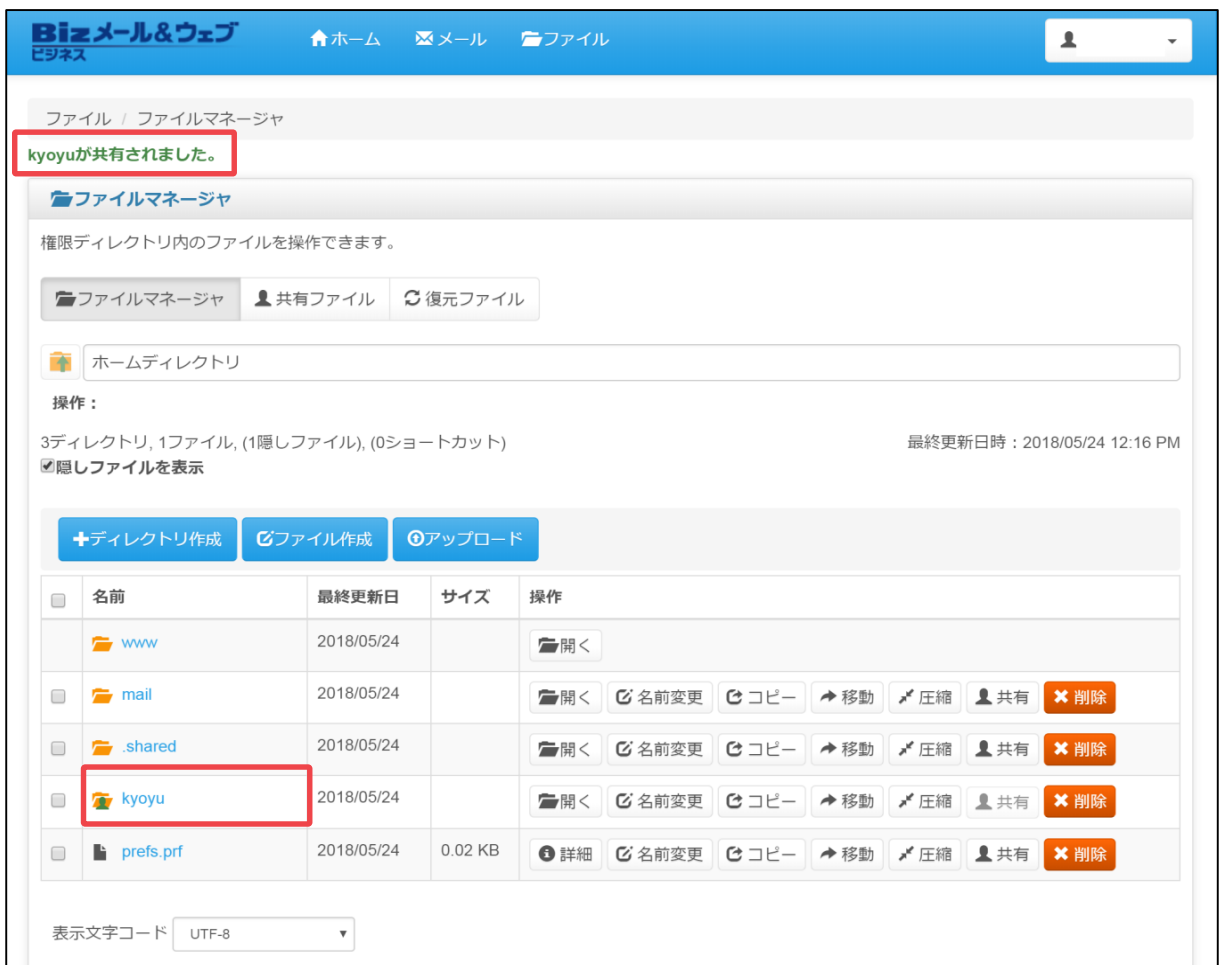 Bizメール&ウェブ
ビジネス
ホーム メール ファイル
ファイル / ファイルマネージャ
kyoyuが共有されました。
ファイルマネージャ
権限ディレクトリ内のファイルを操作できます。
ファイルマネージャ 共有ファイル 復元ファイル
ホームディレクトリ
操作：
3ディレクトリ, 1ファイル, (1隠しファイル), (0ショートカット) 最終更新日時：2018/05/24 12:16 PM
隠しファイルを表示
ディレクトリ作成 ファイル作成 アップロード
名前 最終更新日 サイズ 操作
www 2018/05/24 開く
mail 2018/05/24 開く 名前変更 コピー 移動 圧縮 共有 削除
.shared 2018/05/24 開く 名前変更 コピー 移動 圧縮 共有 削除
kyoyu 2018/05/24 開く 名前変更 コピー 移動 圧縮 共有 削除
prefs.prf 2018/05/24 0.02 KB 詳細 名前変更 コピー 移動 圧縮 共有 削除
表示文字コード UTF-8